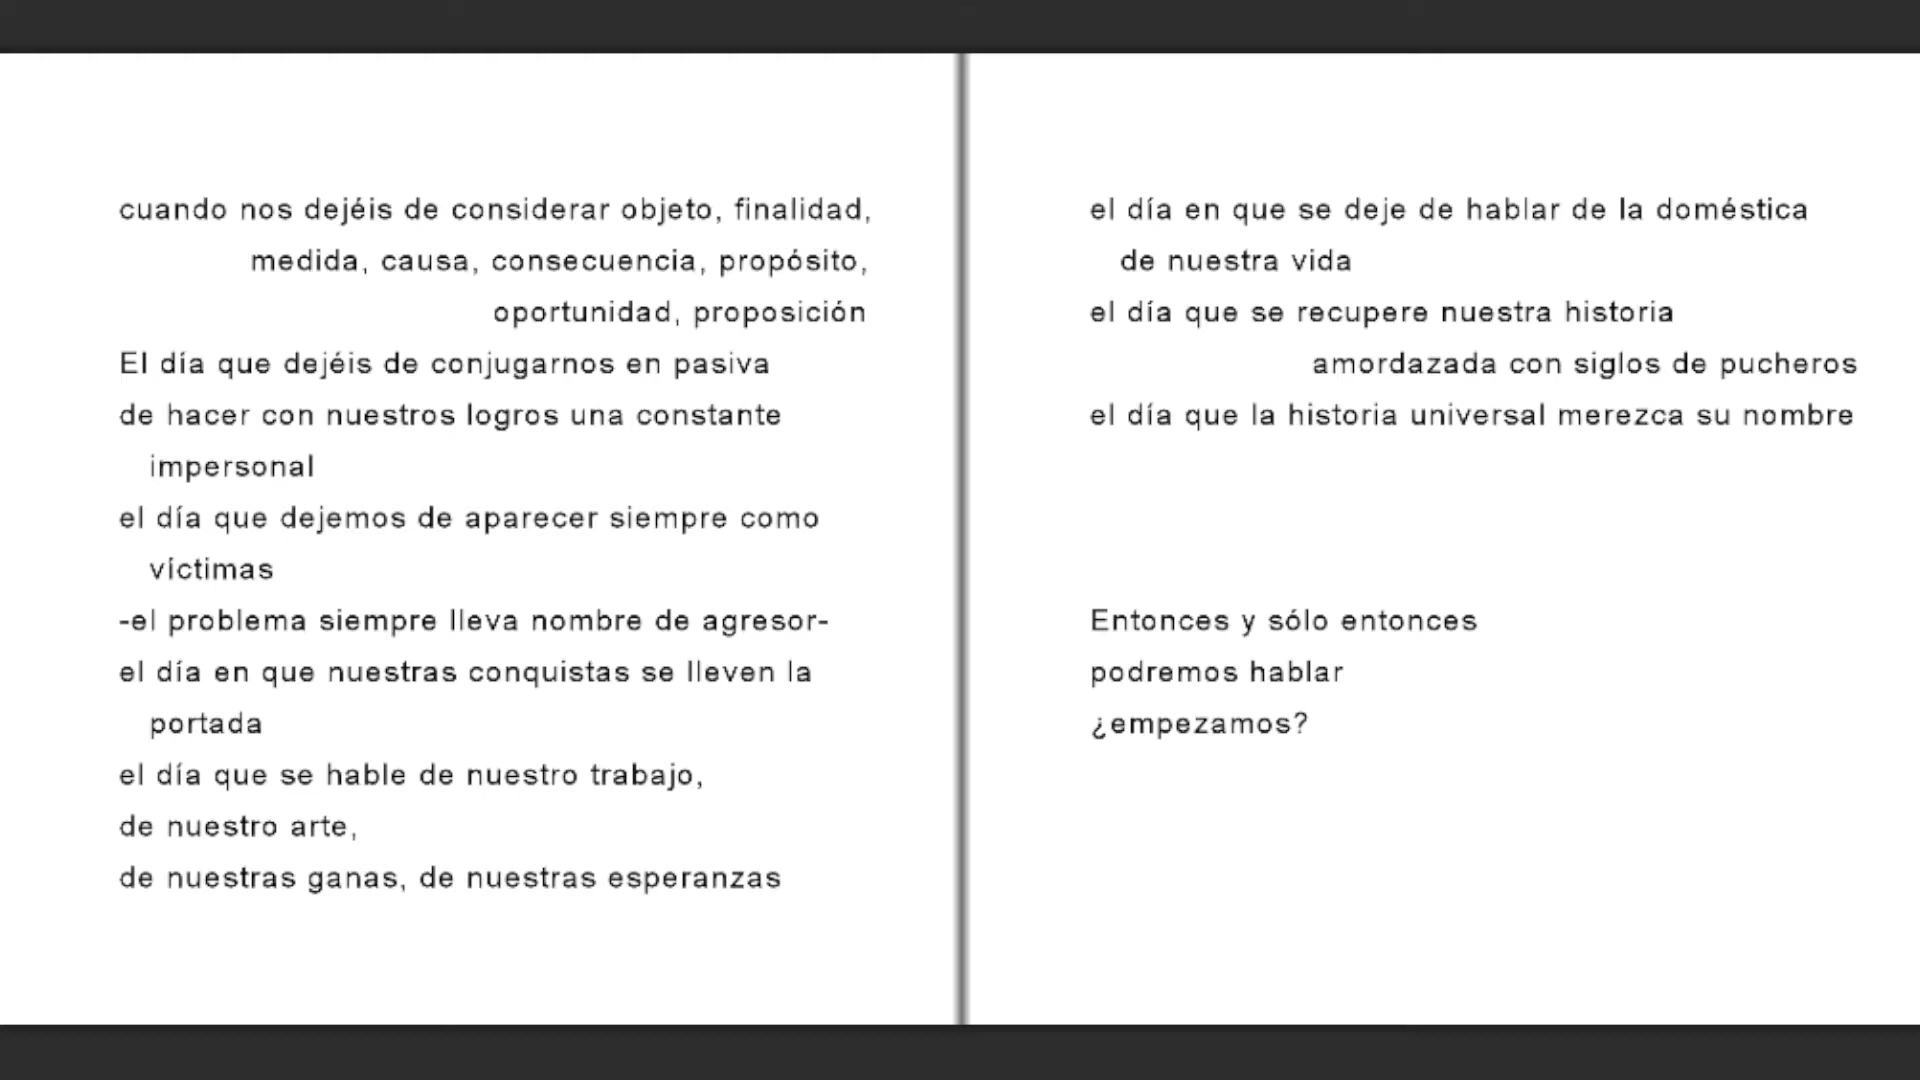 cuando nos dejéis de considerar objeto, finalidad,
medida, causa, consecuencia, propósito,
oportunidad, proposición
El día que dejéis de conjugarnos en pasiva
de hacer con nuestros logros una constante
impersonal
el día que dejemos de aparecer siempre como
víctimas
-el problema siempre lleva nombre de agresor-
el día en que nuestras conquistas se lleven la
portada
el día que se hable de nuestro trabajo,
de nuestro arte,
de nuestras ganas, de nuestras esperanzas
el día en que se deje de hablar de la doméstica
de nuestra vida
el día que se recupere nuestra historia
amordazada con siglos de pucheros
el día que la historia universal merezca su nombre
Entonces y sólo entonces
podremos hablar
¿empezamos?